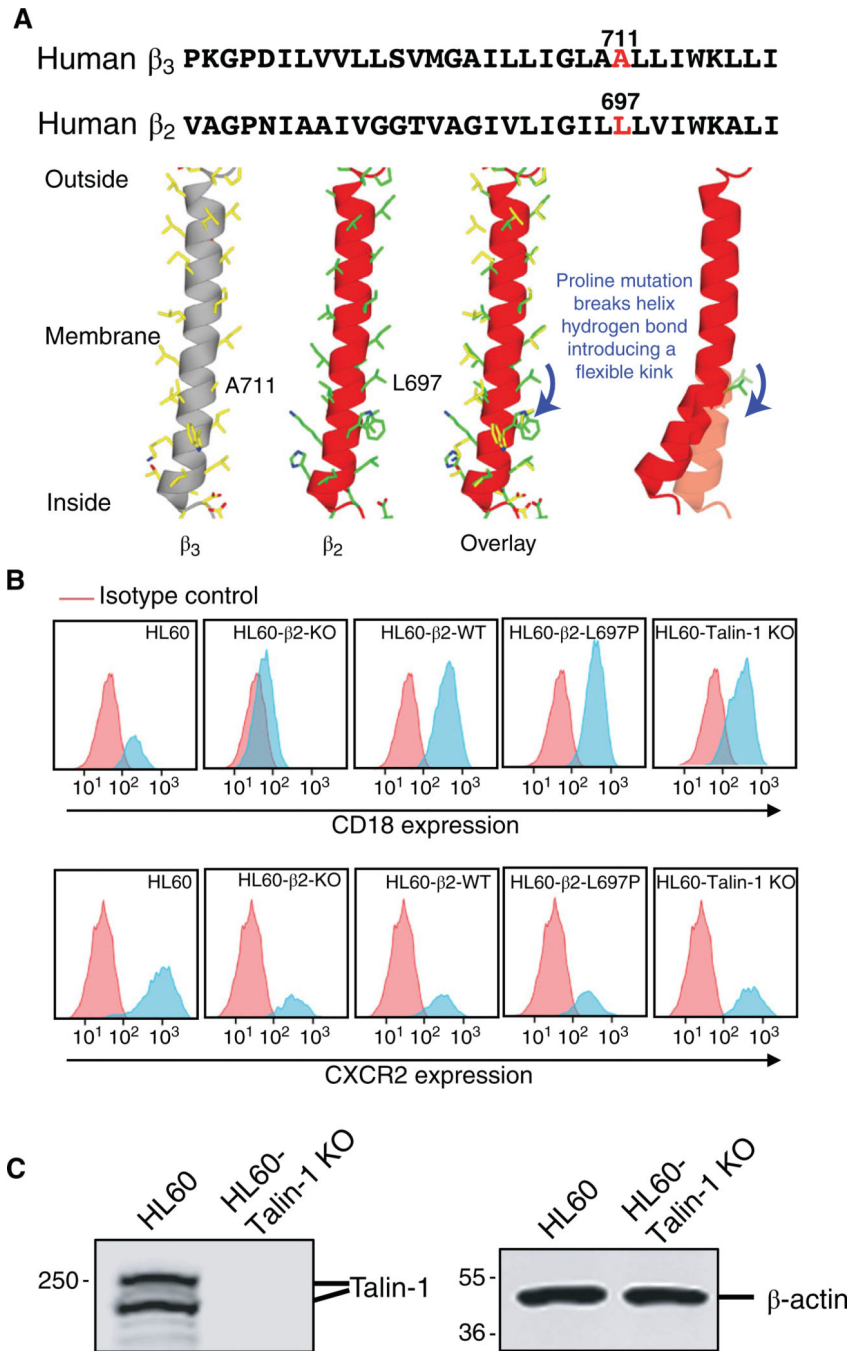 A
711
Human β3 PKGPDILVVLLSVMGAILLIGLAALLIWKLLI
697
Human β2 VAGPNIAAIVGGTVAGIVLIGILLLVIWKALI
Outside
Membrane
Inside
A711
L697
Proline mutation
breaks helix
hydrogen bond
introducing a
flexible kink
β3
β2
Overlay
B
Isotype control
HL60
HL60-β2-KO
HL60-β2-WT
HL60-β2-L697P
HL60-Talin-1 KO
10¹ 10² 10³
10¹ 10² 10³
10¹ 10² 10³
10¹ 10² 10³
10¹ 10² 10³
CD18 expression
HL60
HL60-β2-KO
HL60-β2-WT
HL60-β2-L697P
HL60-Talin-1 KO
10¹ 10² 10³
10¹ 10² 10³
10¹ 10² 10³
10¹ 10² 10³
10¹ 10² 10³
CXCR2 expression
C
HL60
HL60-
Talin-1 KO
250-
Talin-1
HL60
HL60-
Talin-1 KO
55-
36-
β-actin